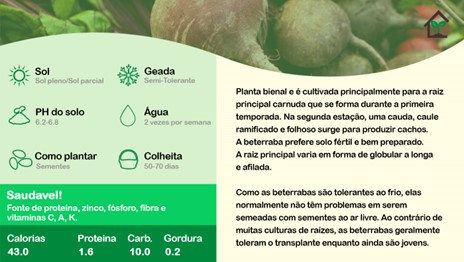 Sol
Sol pleno/Sol parcial
Geada
Semi-Tolerante
PH do solo
6.2-6.8
Água
2 vezes por semana
Como plantar
Sementes
Colheita
50-70 dias
Saudavel!
Fonte de proteína, zinco, fósforo, fibra e
vitaminas C, A, K.
Calorias
43.0
Proteina
1.6
Carb.
10.0
Gordura
0.2
Planta bienal e é cultivada principalmente para a raiz
principal carnuda que se forma durante a primeira
temporada. Na segunda estação, uma cauda, caule
ramificado e folhoso surge para produzir cachos.
A beterraba prefere solo fértil e bem preparado.
A raiz principal varia em forma de globular a longa
e afilada.
Como as beterrabas são tolerantes ao frio, elas
normalmente não têm problemas em serem
semeadas com sementes ao ar livre. Ao contrário de
muitas culturas de raízes, as beterrabas geralmente
toleram o transplante enquanto ainda são jovens.